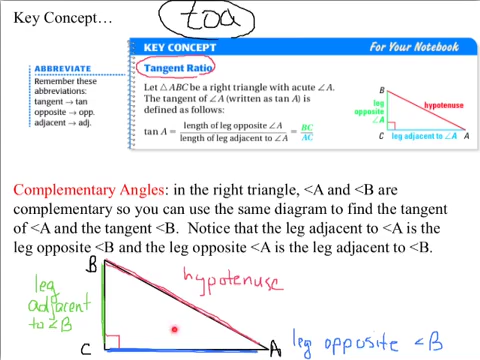 Key Concept…
toa
KEY CONCEPT
For Your Notebook
ABBREVIATE
Remember these
abbreviations:
tangent → tan
opposite → opp.
adjacent → adj.
Tangent Ratio
Let △ABC be a right triangle with acute ∠A.
The tangent of ∠A (written as tan A) is
defined as follows:
tan A = length of leg opposite ∠A / length of leg adjacent to ∠A = BC / AC
B
leg
opposite
∠A
hypotenuse
C
leg adjacent to ∠A
A
Complementary Angles: in the right triangle, <A and <B are
complementary so you can use the same diagram to find the tangent
of <A and the tangent <B. Notice that the leg adjacent to <A is the
leg opposite <B and the leg opposite <A is the leg adjacent to <B.
B
leg
adjacent
to ∠B
hypotenuse
C
A
leg opposite ∠B